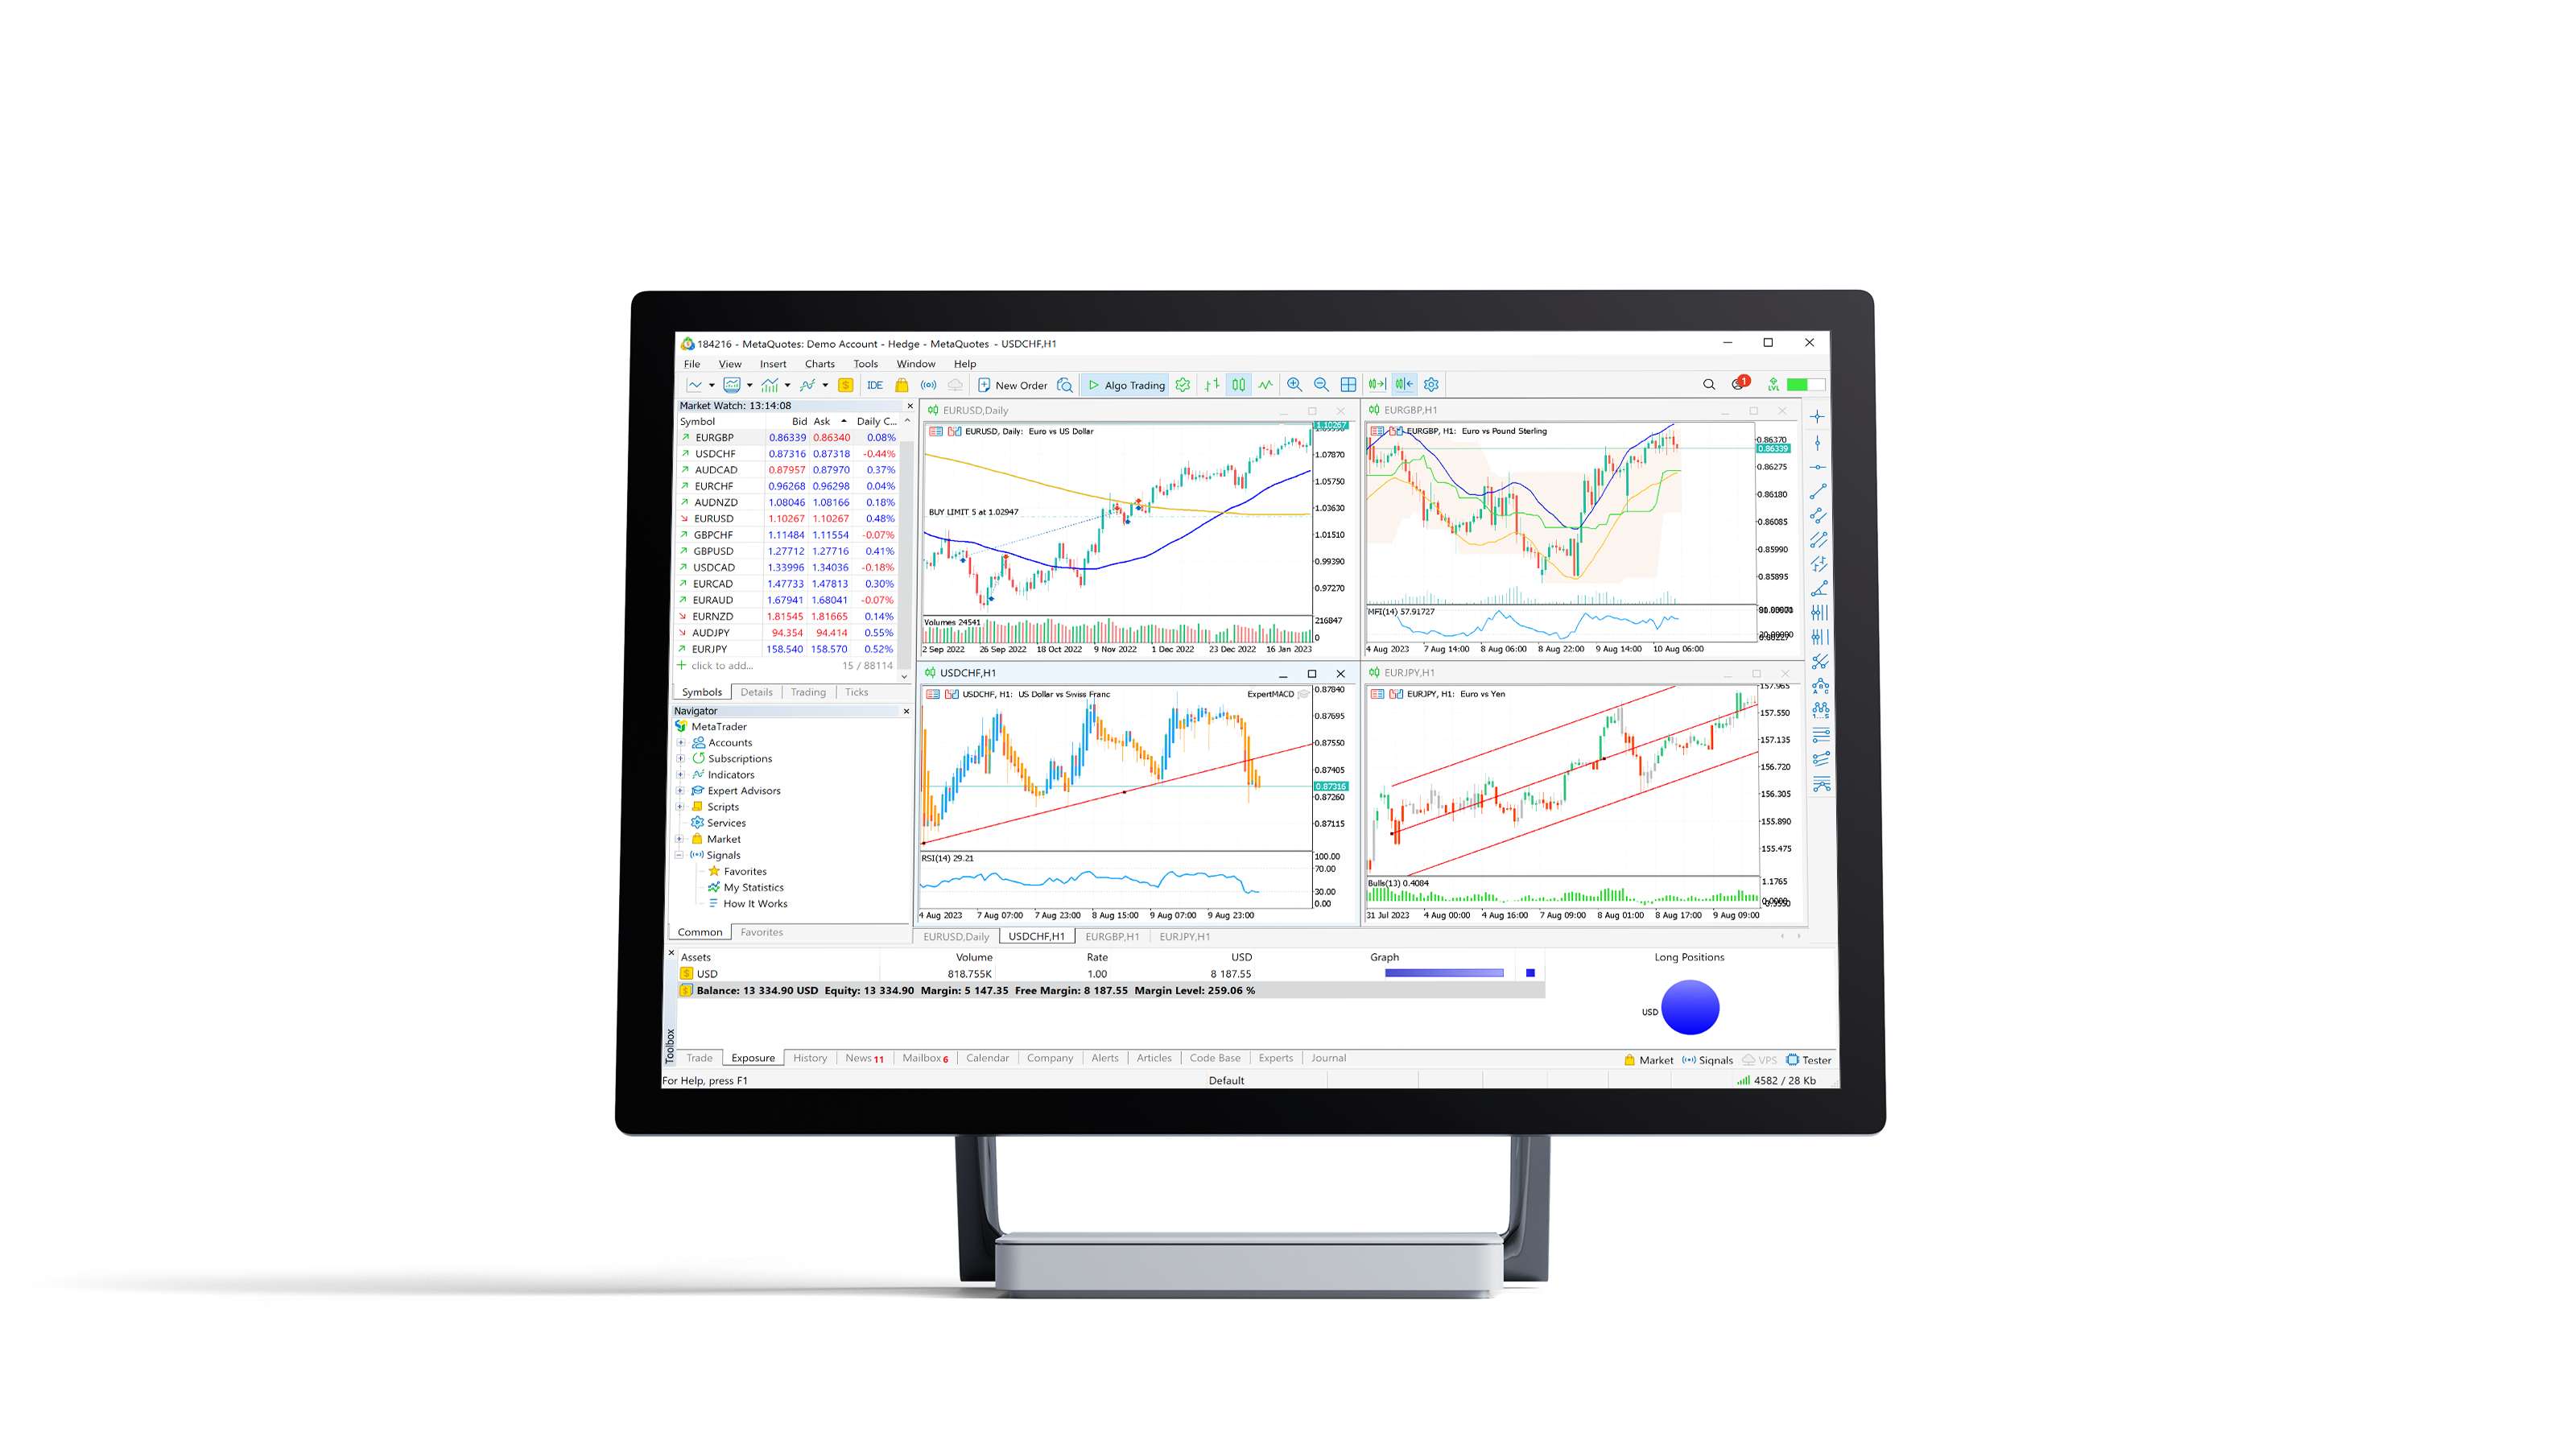 184216 - MetaQuotes: Demo Account - Hedge - MetaQuotes - USDCHF,H1
File View Insert Charts Tools Window Help
IDE New Order Algo Trading 1 LVL
Market Watch: 13:14:08
Symbol Bid Ask Daily C...
EURGBP 0.86339 0.86340 0.08%
USDCHF 0.87316 0.87318 -0.44%
AUDCAD 0.87957 0.87970 0.37%
EURCHF 0.96268 0.96298 0.04%
AUDNZD 1.08046 1.08166 0.18%
EURUSD 1.10267 1.10267 0.48%
GBPCHF 1.11484 1.11554 -0.07%
GBPUSD 1.27712 1.27716 0.41%
USDCAD 1.33996 1.34036 -0.18%
EURCAD 1.47733 1.47813 0.30%
EURAUD 1.67941 1.68041 -0.07%
EURNZD 1.81545 1.81665 0.14%
AUDJPY 94.354 94.414 0.55%
EURJPY 158.540 158.570 0.52%
click to add... 15 / 88114
Symbols Details Trading Ticks
Navigator
MetaTrader
Accounts
Subscriptions
Indicators
Expert Advisors
Scripts
Services
Market
Signals
Favorites
My Statistics
How It Works
Common Favorites
EURUSD,Daily
EURUSD, Daily: Euro vs US Dollar
1.10267
1.07870
1.05750
BUY LIMIT 5 at 1.02947
1.03630
1.01510
0.99390
0.97270
Volumes 24541
216847
0
2 Sep 2022 26 Sep 2022 18 Oct 2022 9 Nov 2022 1 Dec 2022 23 Dec 2022 16 Jan 2023
EURGBP,H1
EURGBP, H1: Euro vs Pound Sterling
0.86370
0.86339
0.86275
0.86180
0.86085
0.85990
0.85895
MFI(14) 57.91727
4 Aug 2023 7 Aug 14:00 8 Aug 06:00 8 Aug 22:00 9 Aug 14:00 10 Aug 06:00
USDCHF,H1
USDCHF, H1: US Dollar vs Swiss Franc ExpertMACD
0.87840
0.87695
0.87550
0.87405
0.87316
0.87260
0.87115
RSI(14) 29.21
100.00
70.00
30.00
0.00
4 Aug 2023 7 Aug 07:00 7 Aug 23:00 8 Aug 15:00 9 Aug 07:00 9 Aug 23:00
EURJPY,H1
EURJPY, H1: Euro vs Yen
157.965
157.550
157.135
156.720
156.305
155.890
155.475
Bulls(13) 0.4084
1.1765
31 Jul 2023 4 Aug 00:00 4 Aug 16:00 7 Aug 09:00 8 Aug 01:00 8 Aug 17:00 9 Aug 09:00
EURUSD,Daily USDCHF,H1 EURGBP,H1 EURJPY,H1
Assets Volume Rate USD Graph Long Positions
USD 818.755K 1.00 8 187.55
Balance: 13 334.90 USD Equity: 13 334.90 Margin: 5 147.35 Free Margin: 8 187.55 Margin Level: 259.06 %
USD
Toolbox
Trade Exposure History News 11 Mailbox 6 Calendar Company Alerts Articles Code Base Experts Journal
Market Signals VPS Tester
For Help, press F1 Default 4582 / 28 Kb